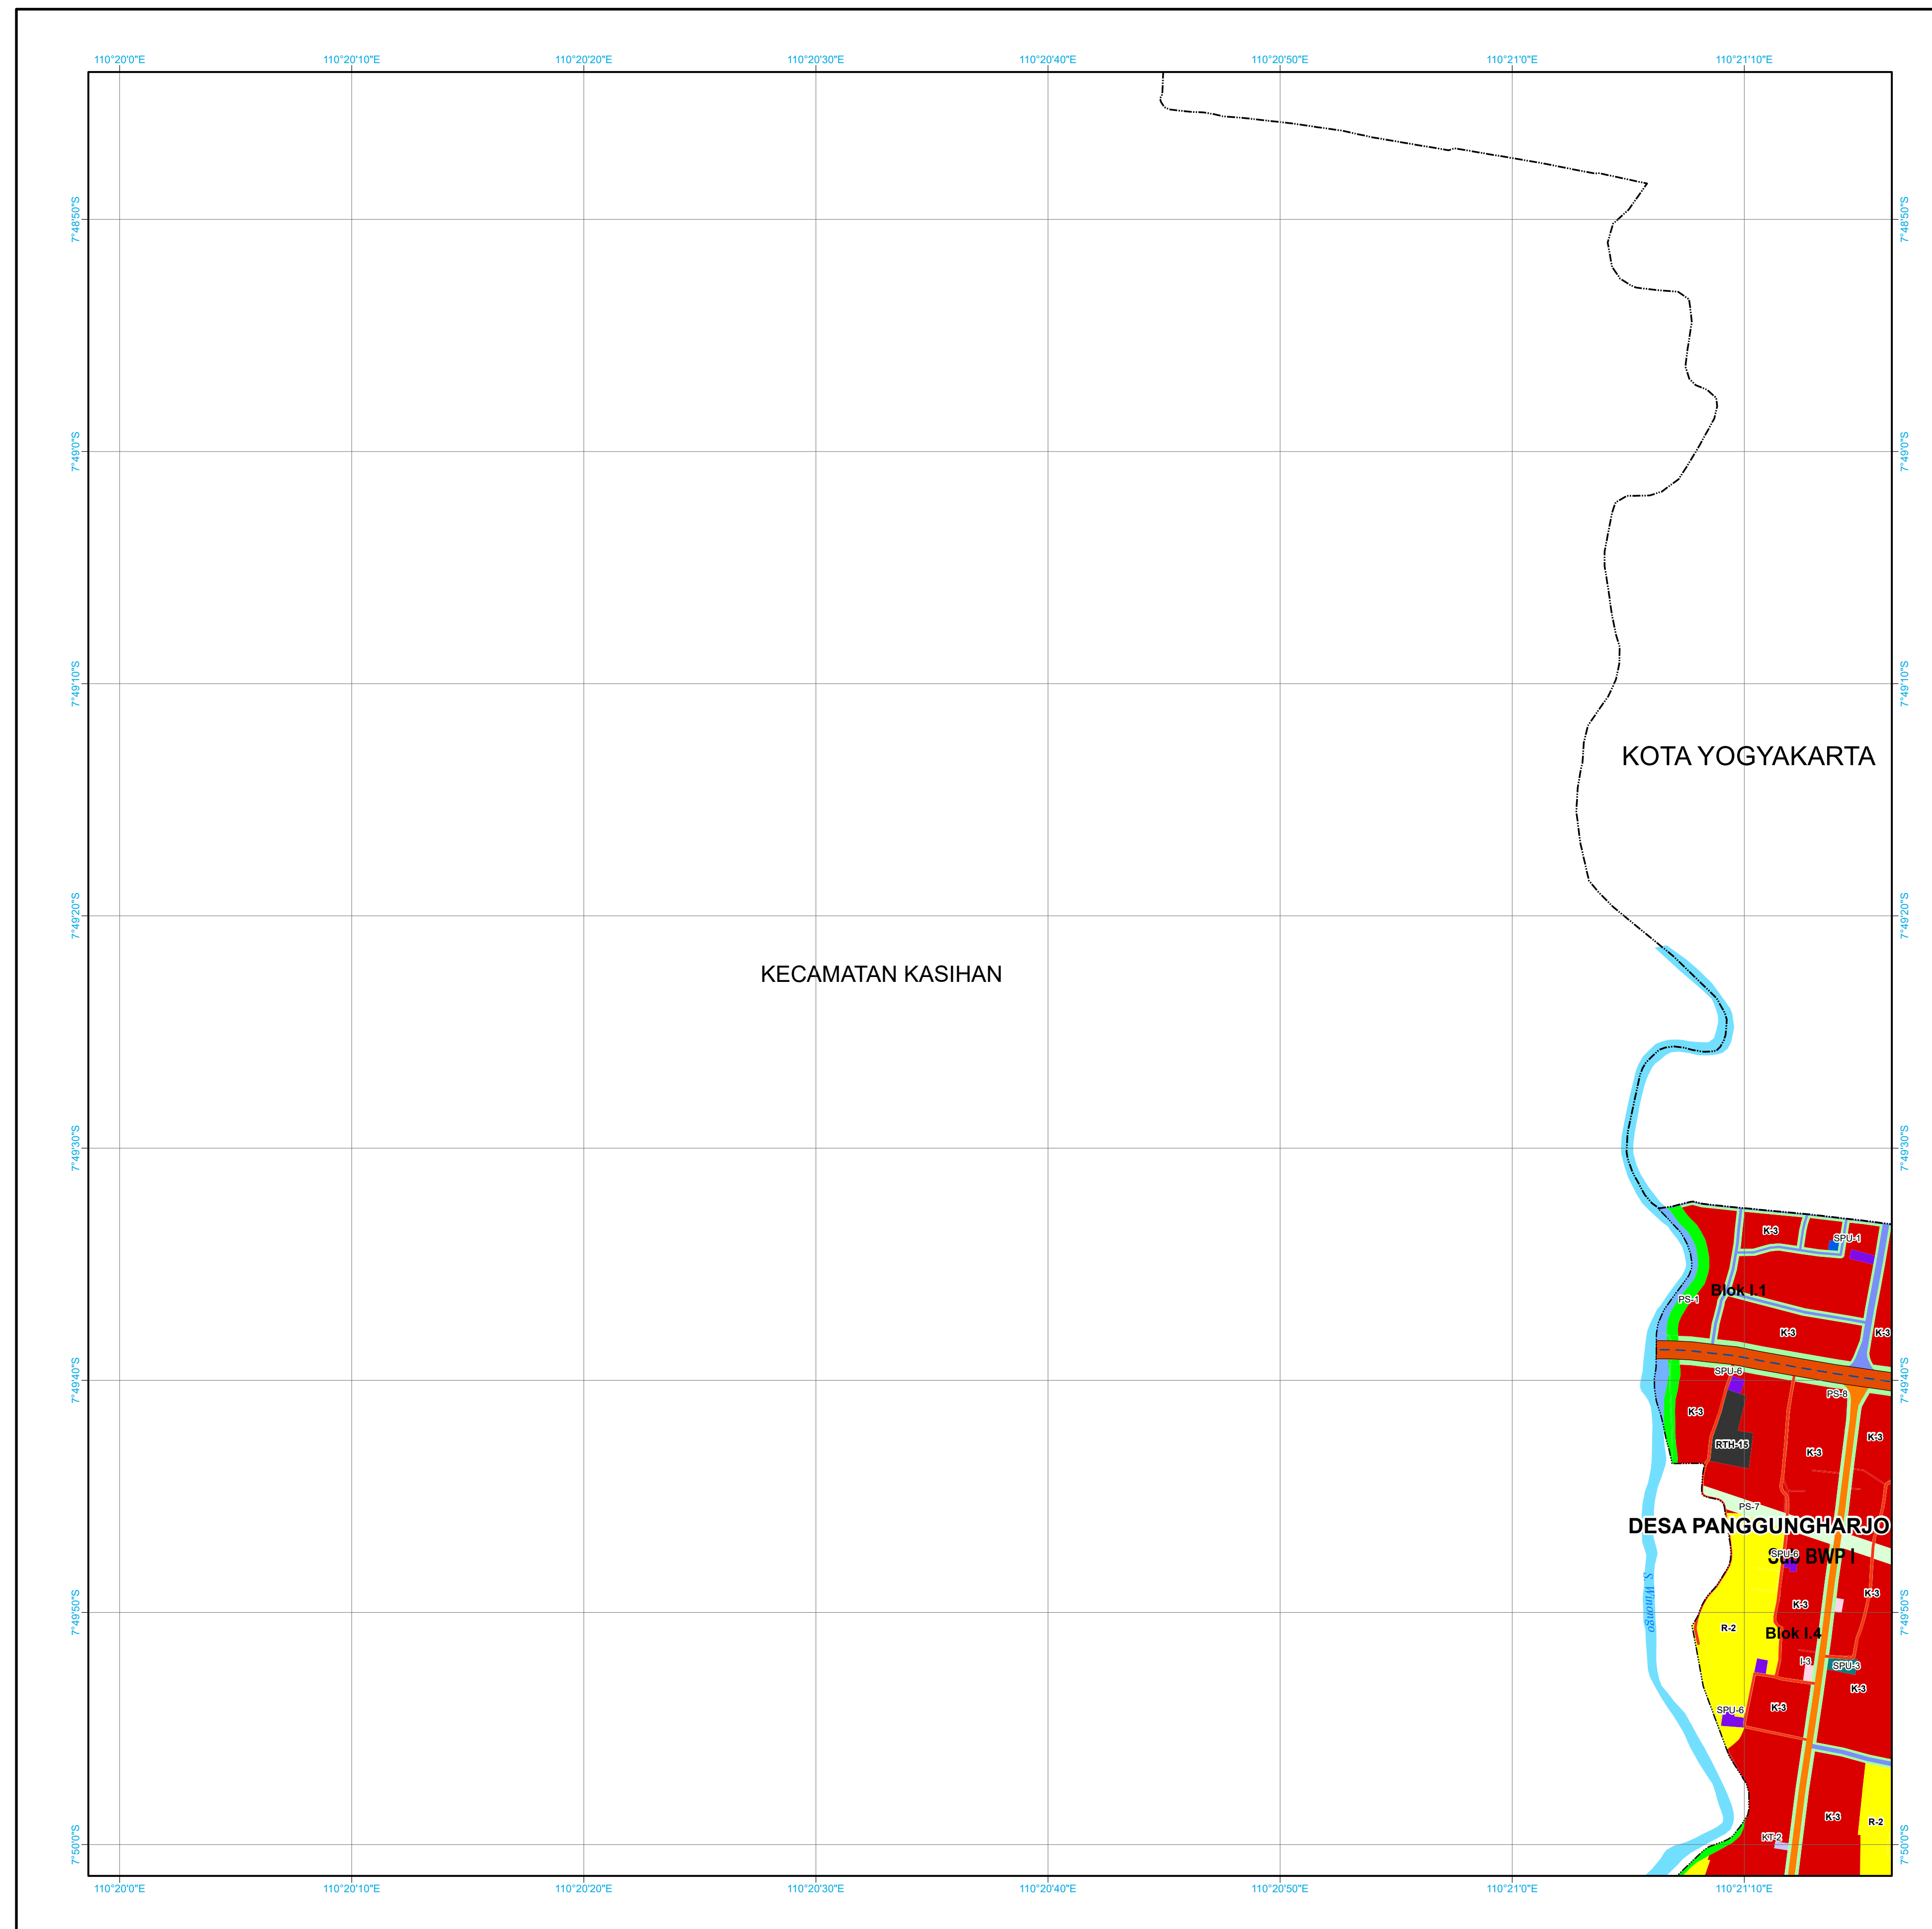 110°20'0"E 110°20'10"E 110°20'20"E 110°20'30"E 110°20'40"E 110°20'50"E 110°21'0"E 110°21'10"E
7°48'50"S 7°48'50"S
7°49'0"S 7°49'0"S
7°49'10"S 7°49'10"S
KOTA YOGYAKARTA
7°49'20"S 7°49'20"S
KECAMATAN KASIHAN
7°49'30"S 7°49'30"S
K-3
SPU-1
Blok I.1
PS-1
K-3 K-3
SPU-6
7°49'40"S 7°49'40"S
PS-8
K-3
K-3
RTH-15
K-3
PS-7
DESA PANGGUNGHARJO
SPU-6
Sub BWP I
K-3
S. Winongo
K-3
7°49'50"S 7°49'50"S
R-2
Blok I.4
I-3
SPU-3
K-3
K-3
SPU-6
K-3
R-2
KT-2
7°50'0"S 7°50'0"S
110°20'0"E 110°20'10"E 110°20'20"E 110°20'30"E 110°20'40"E 110°20'50"E 110°21'0"E 110°21'10"E